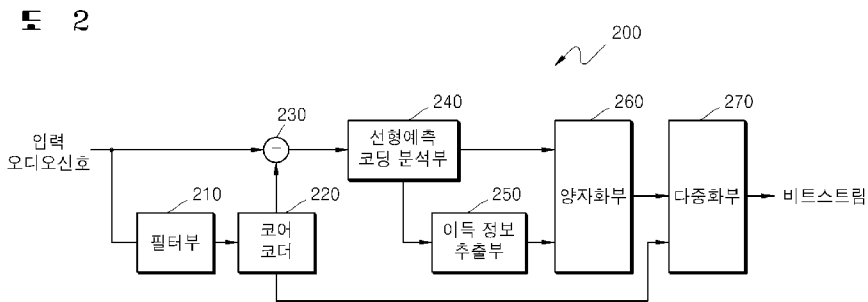 도 2
200
230
240
260
270
입력
오디오신호
−
선형예측
코딩 분석부
210
220
250
양자화부
다중화부
비트스트림
필터부
코어
코더
이득 정보
추출부